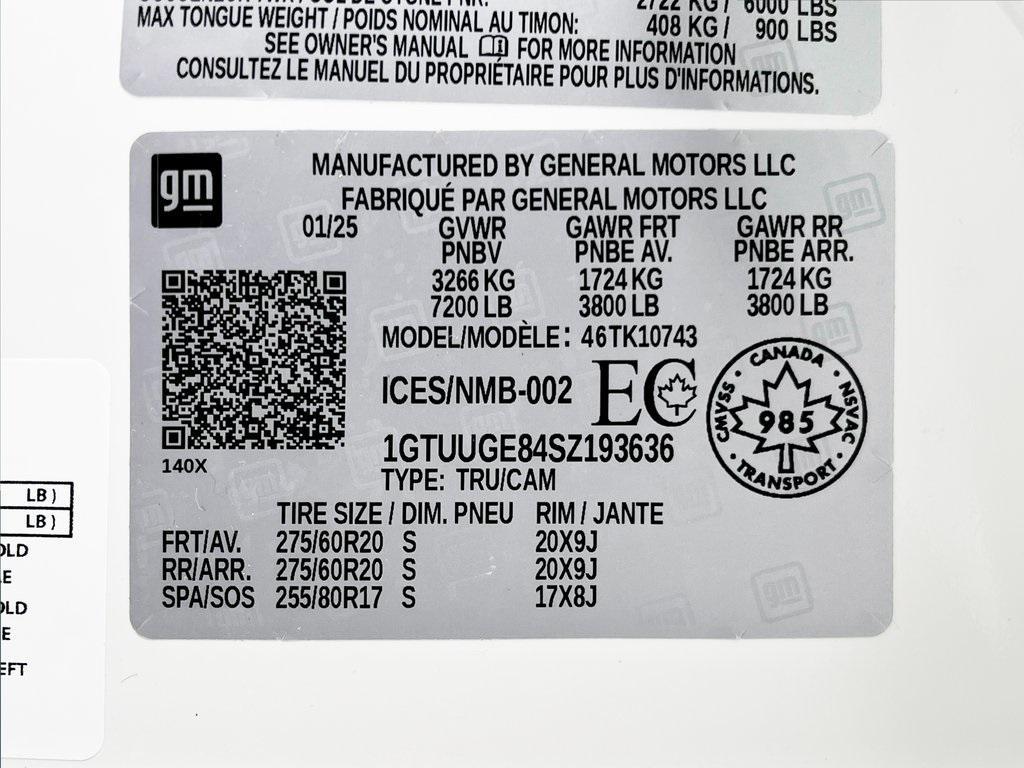 2722 KG / 6000 LBS
MAX TONGUE WEIGHT / POIDS NOMINAL AU TIMON: 408 KG / 900 LBS
SEE OWNER'S MANUAL FOR MORE INFORMATION
CONSULTEZ LE MANUEL DU PROPRIÉTAIRE POUR PLUS D'INFORMATIONS.
gm
MANUFACTURED BY GENERAL MOTORS LLC
FABRIQUÉ PAR GENERAL MOTORS LLC
01/25 GVWR GAWR FRT GAWR RR
PNBV PNBE AV. PNBE ARR.
3266 KG 1724 KG 1724 KG
7200 LB 3800 LB 3800 LB
MODEL/MODÈLE: 46TK10743
ICES/NMB-002 EC
CANADA
CMVSS NSVAC
985
TRANSPORT
140X
1GTUUGE84SZ193636
TYPE: TRU/CAM
TIRE SIZE / DIM. PNEU RIM / JANTE
FRT/AV. 275/60R20 S 20X9J
RR/ARR. 275/60R20 S 20X9J
SPA/SOS 255/80R17 S 17X8J
LB )
LB )